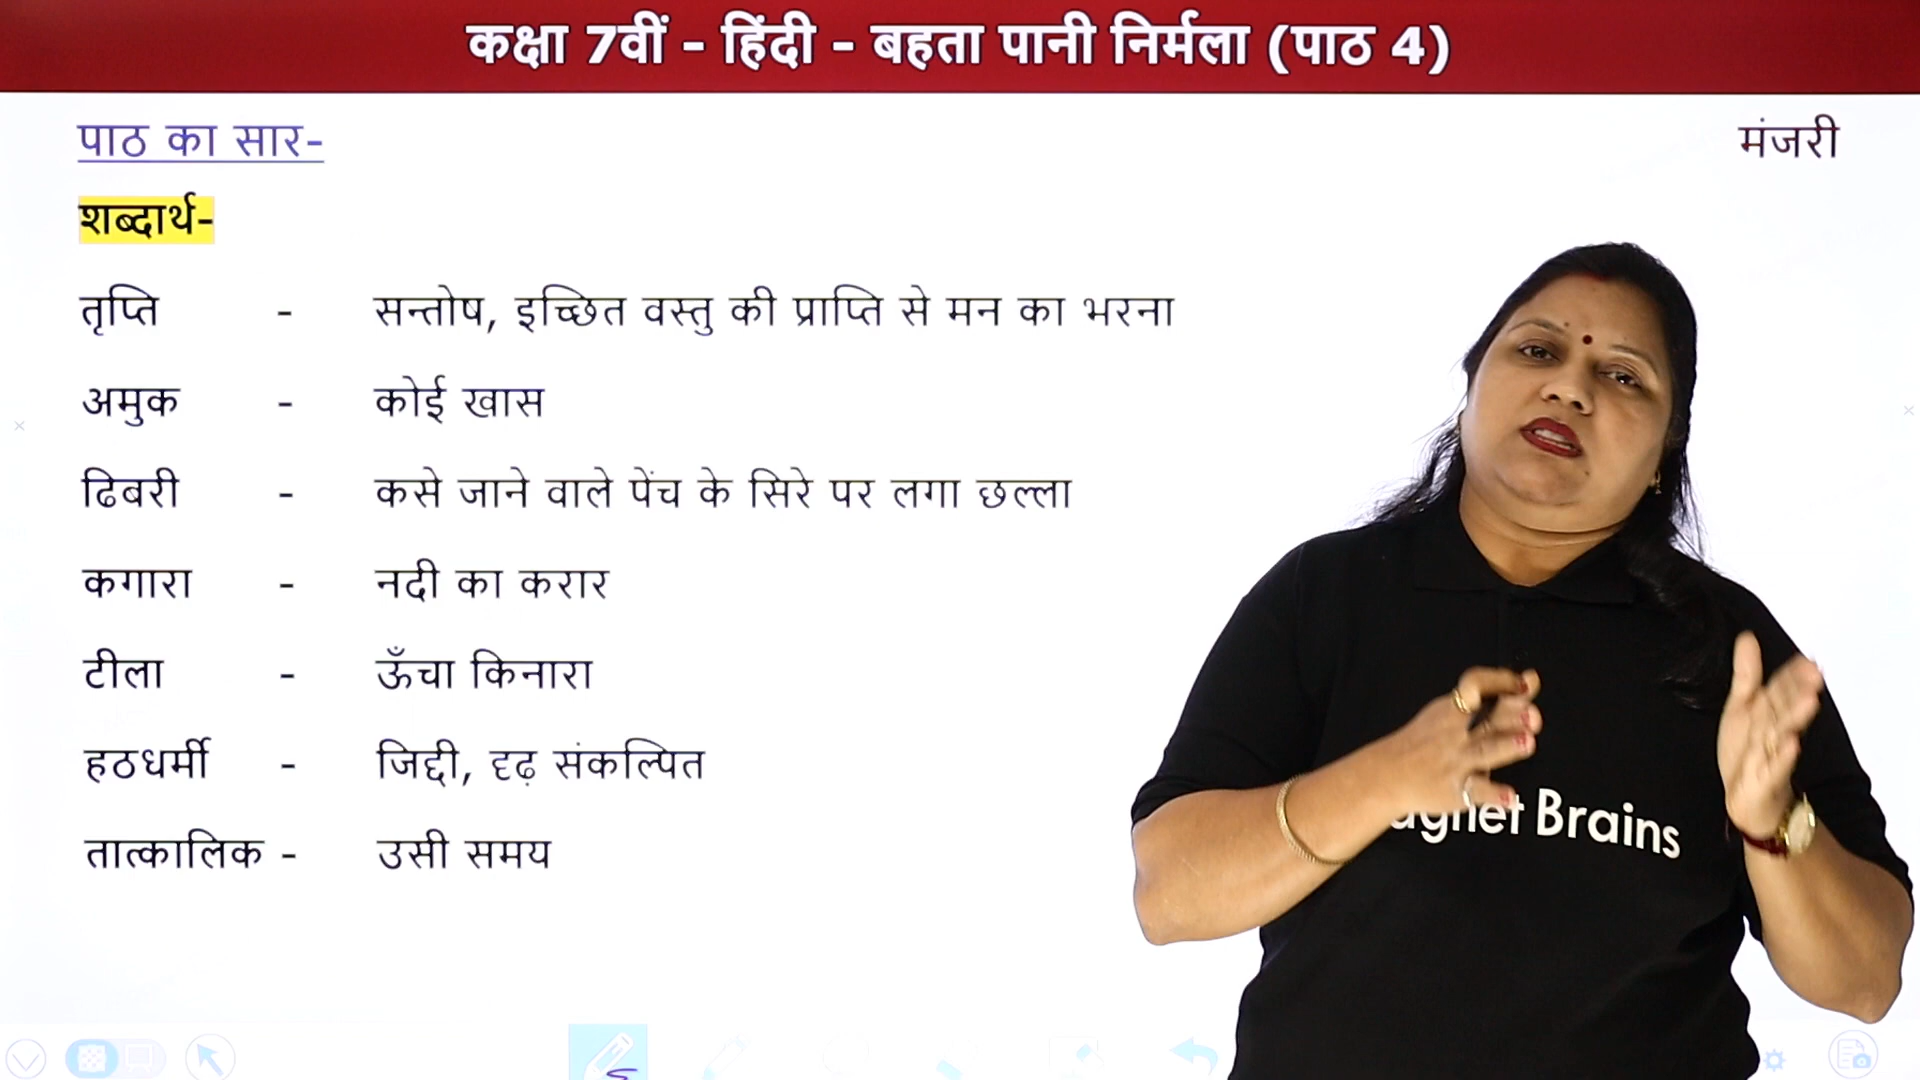 कक्षा 7वीं - हिंदी - बहता पानी निर्मला (पाठ 4)
पाठ का सार-
मंजरी
शब्दार्थ-
तृप्ति - सन्तोष, इच्छित वस्तु की प्राप्ति से मन का भरना
अमुक - कोई खास
ढिबरी - कसे जाने वाले पेंच के सिरे पर लगा छल्ला
कगारा - नदी का करार
टीला - ऊँचा किनारा
हठधर्मी - जिद्दी, दृढ़ संकल्पित
तात्कालिक - उसी समय
Brains